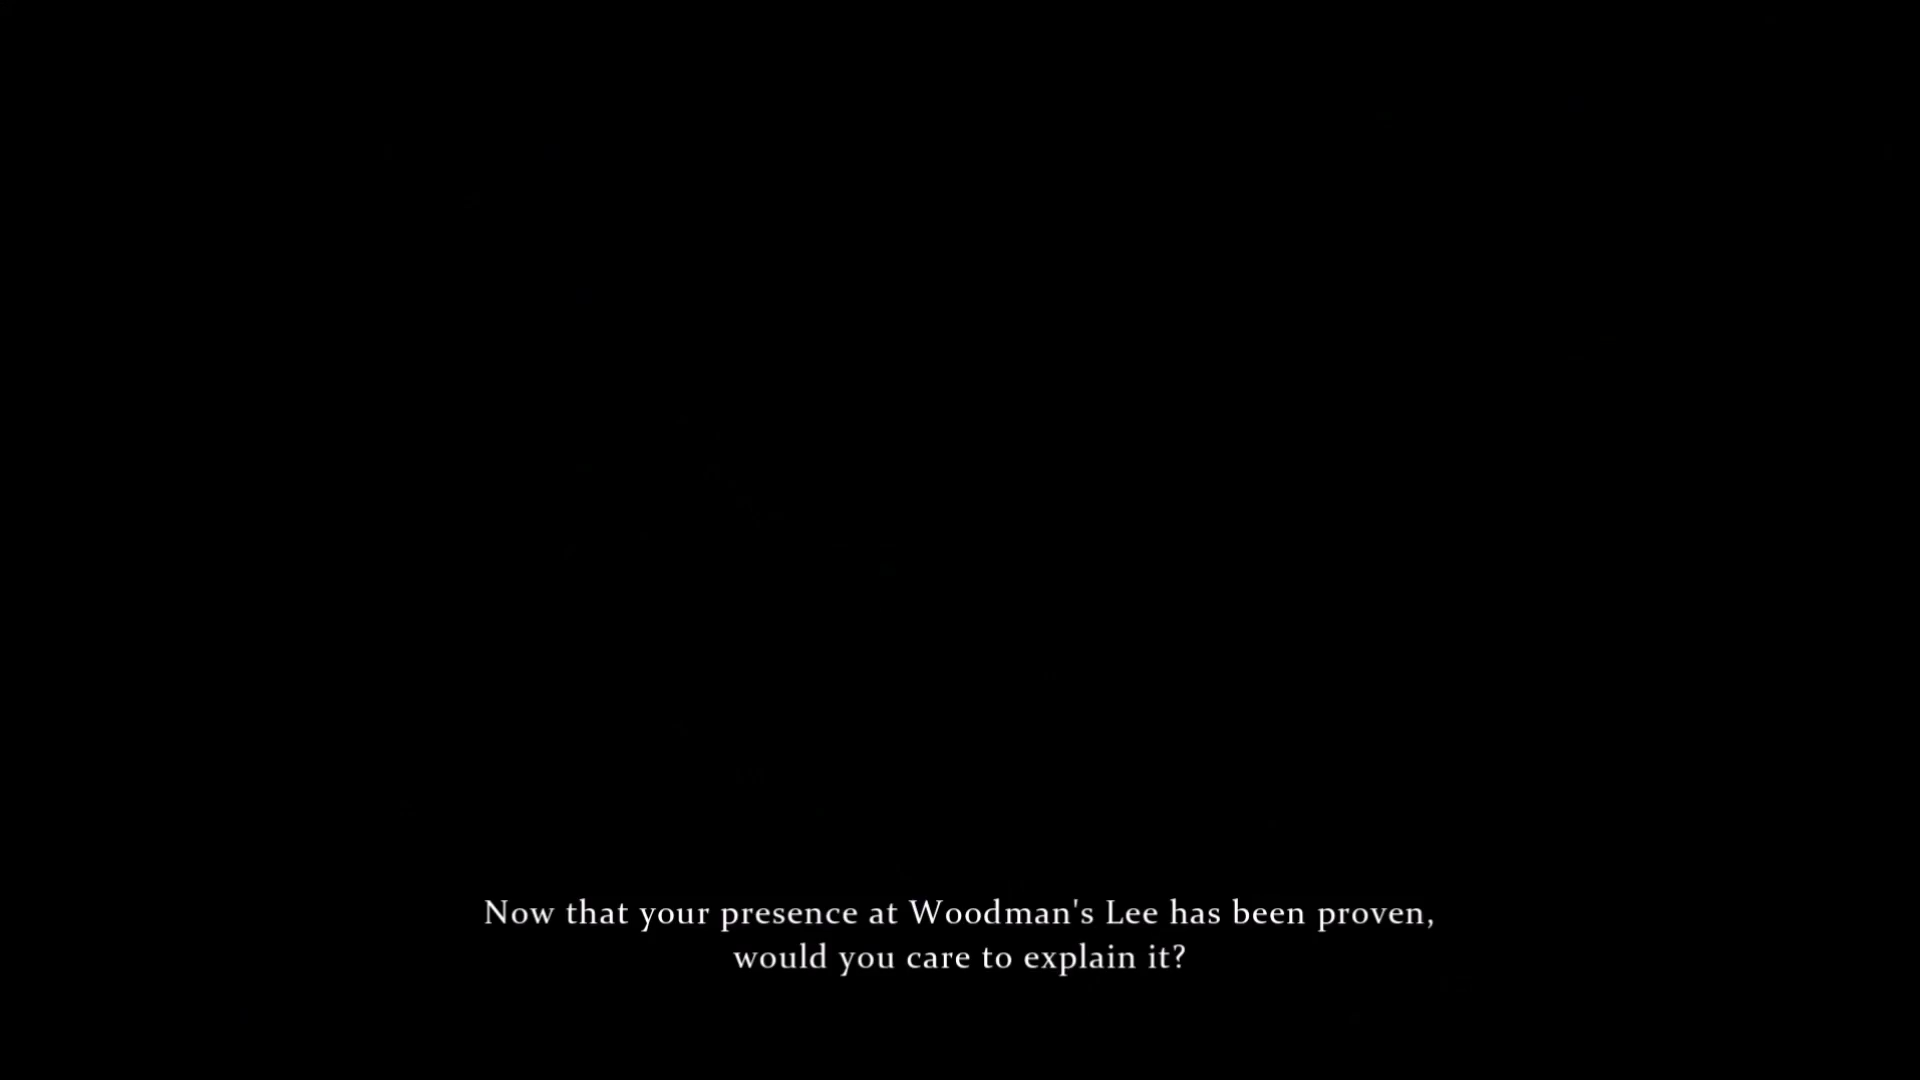 Now that your presence at Woodman's Lee has been proven,
would you care to explain it?